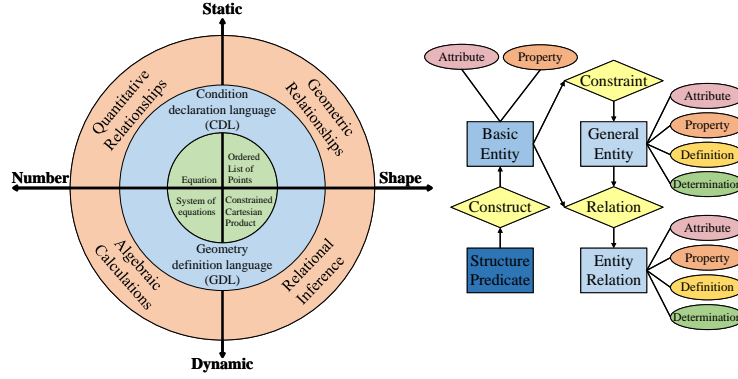 Static
Quantitative
Relationships
Geometric
Relationships
Condition
declaration language
(CDL)
Equation
Ordered
List of
Points
Number
Shape
System of
equations
Constrained
Cartesian
Product
Geometry
definition language
(GDL)
Algebraic
Calculations
Relational
Inference
Dynamic
Attribute
Property
Constraint
Basic
Entity
General
Entity
Attribute
Property
Definition
Determination
Construct
Relation
Structure
Predicate
Entity
Relation
Attribute
Property
Definition
Determination